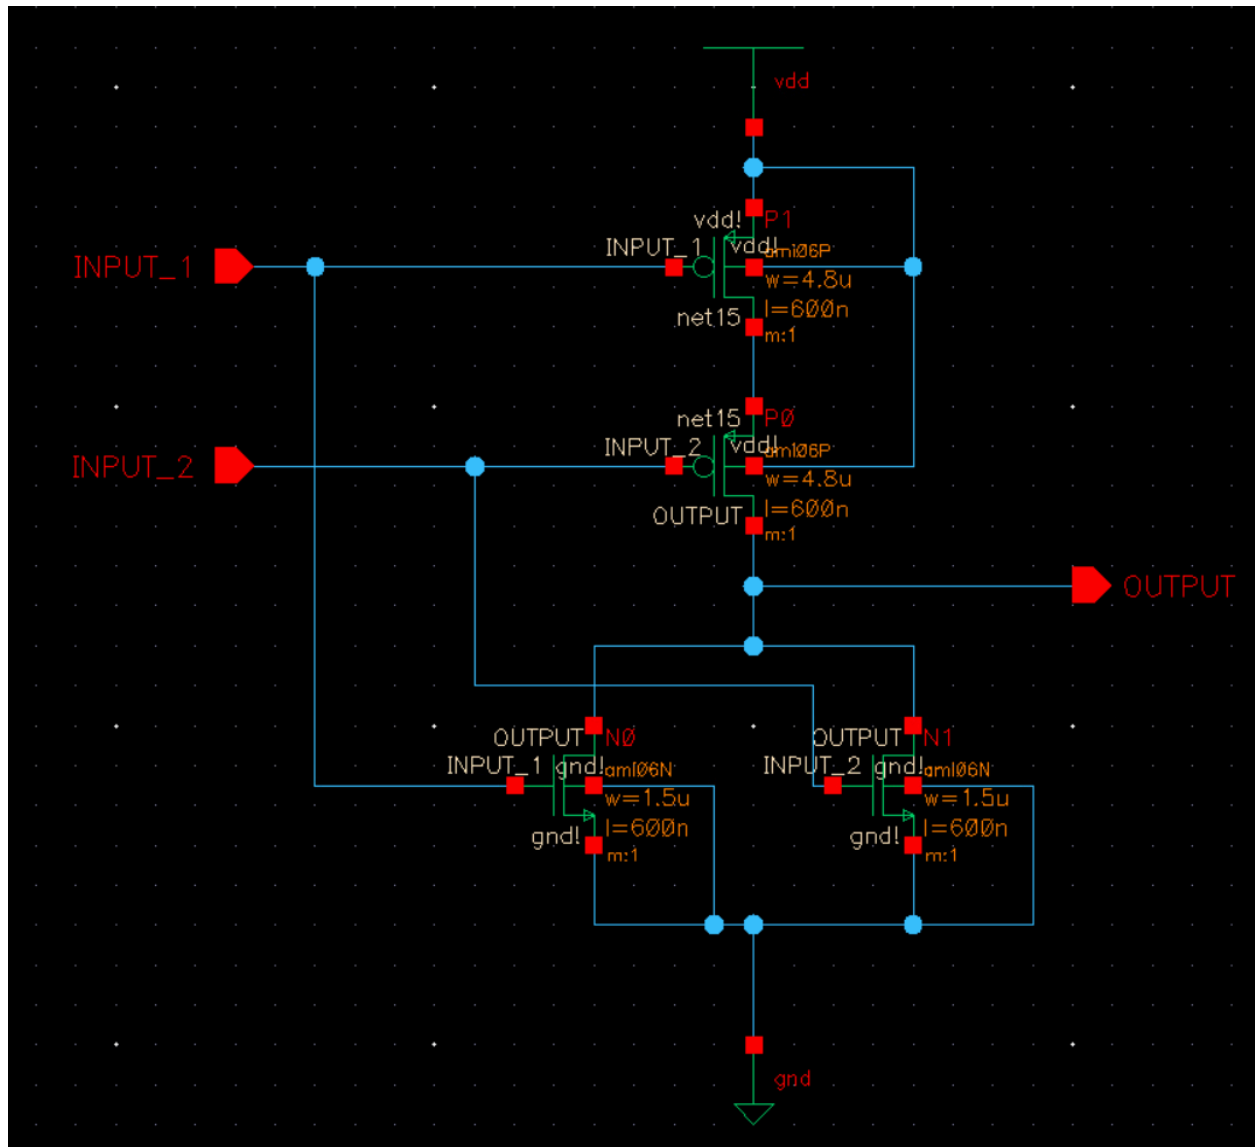 vdd
vdd! P1
INPUT_1 vdd! ami06P
INPUT_1
w=4.8u
l=600n
net15
m:1
net15 P0
INPUT_2 vdd! ami06P
INPUT_2
w=4.8u
l=600n
OUTPUT
m:1
OUTPUT
OUTPUT N0
INPUT_1 gnd! ami06N
w=1.5u
l=600n
gnd!
m:1
OUTPUT N1
INPUT_2 gnd! ami06N
w=1.5u
l=600n
gnd!
m:1
gnd